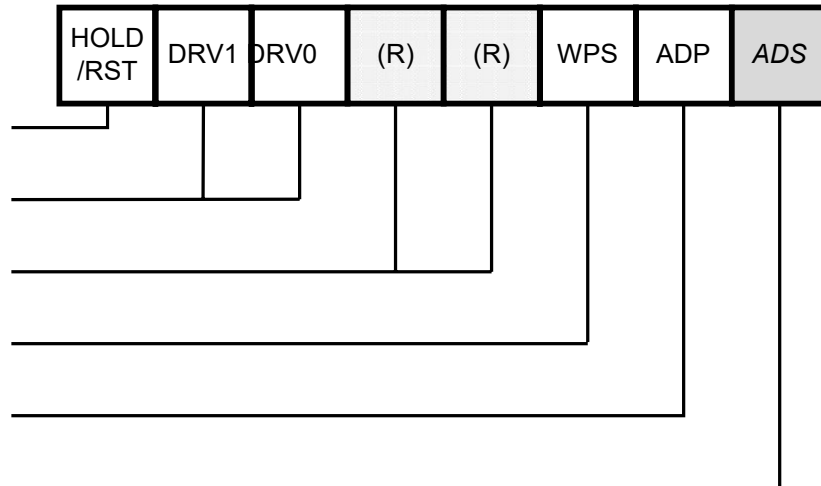 HOLD
/RST
DRV1
DRV0
(R)
(R)
WPS
ADP
ADS